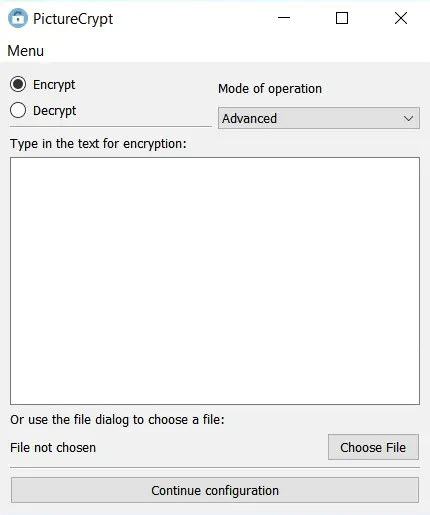 PictureCrypt
Menu
Encrypt
Decrypt
Mode of operation
Advanced
Type in the text for encryption:
Or use the file dialog to choose a file:
File not chosen
Choose File
Continue configuration